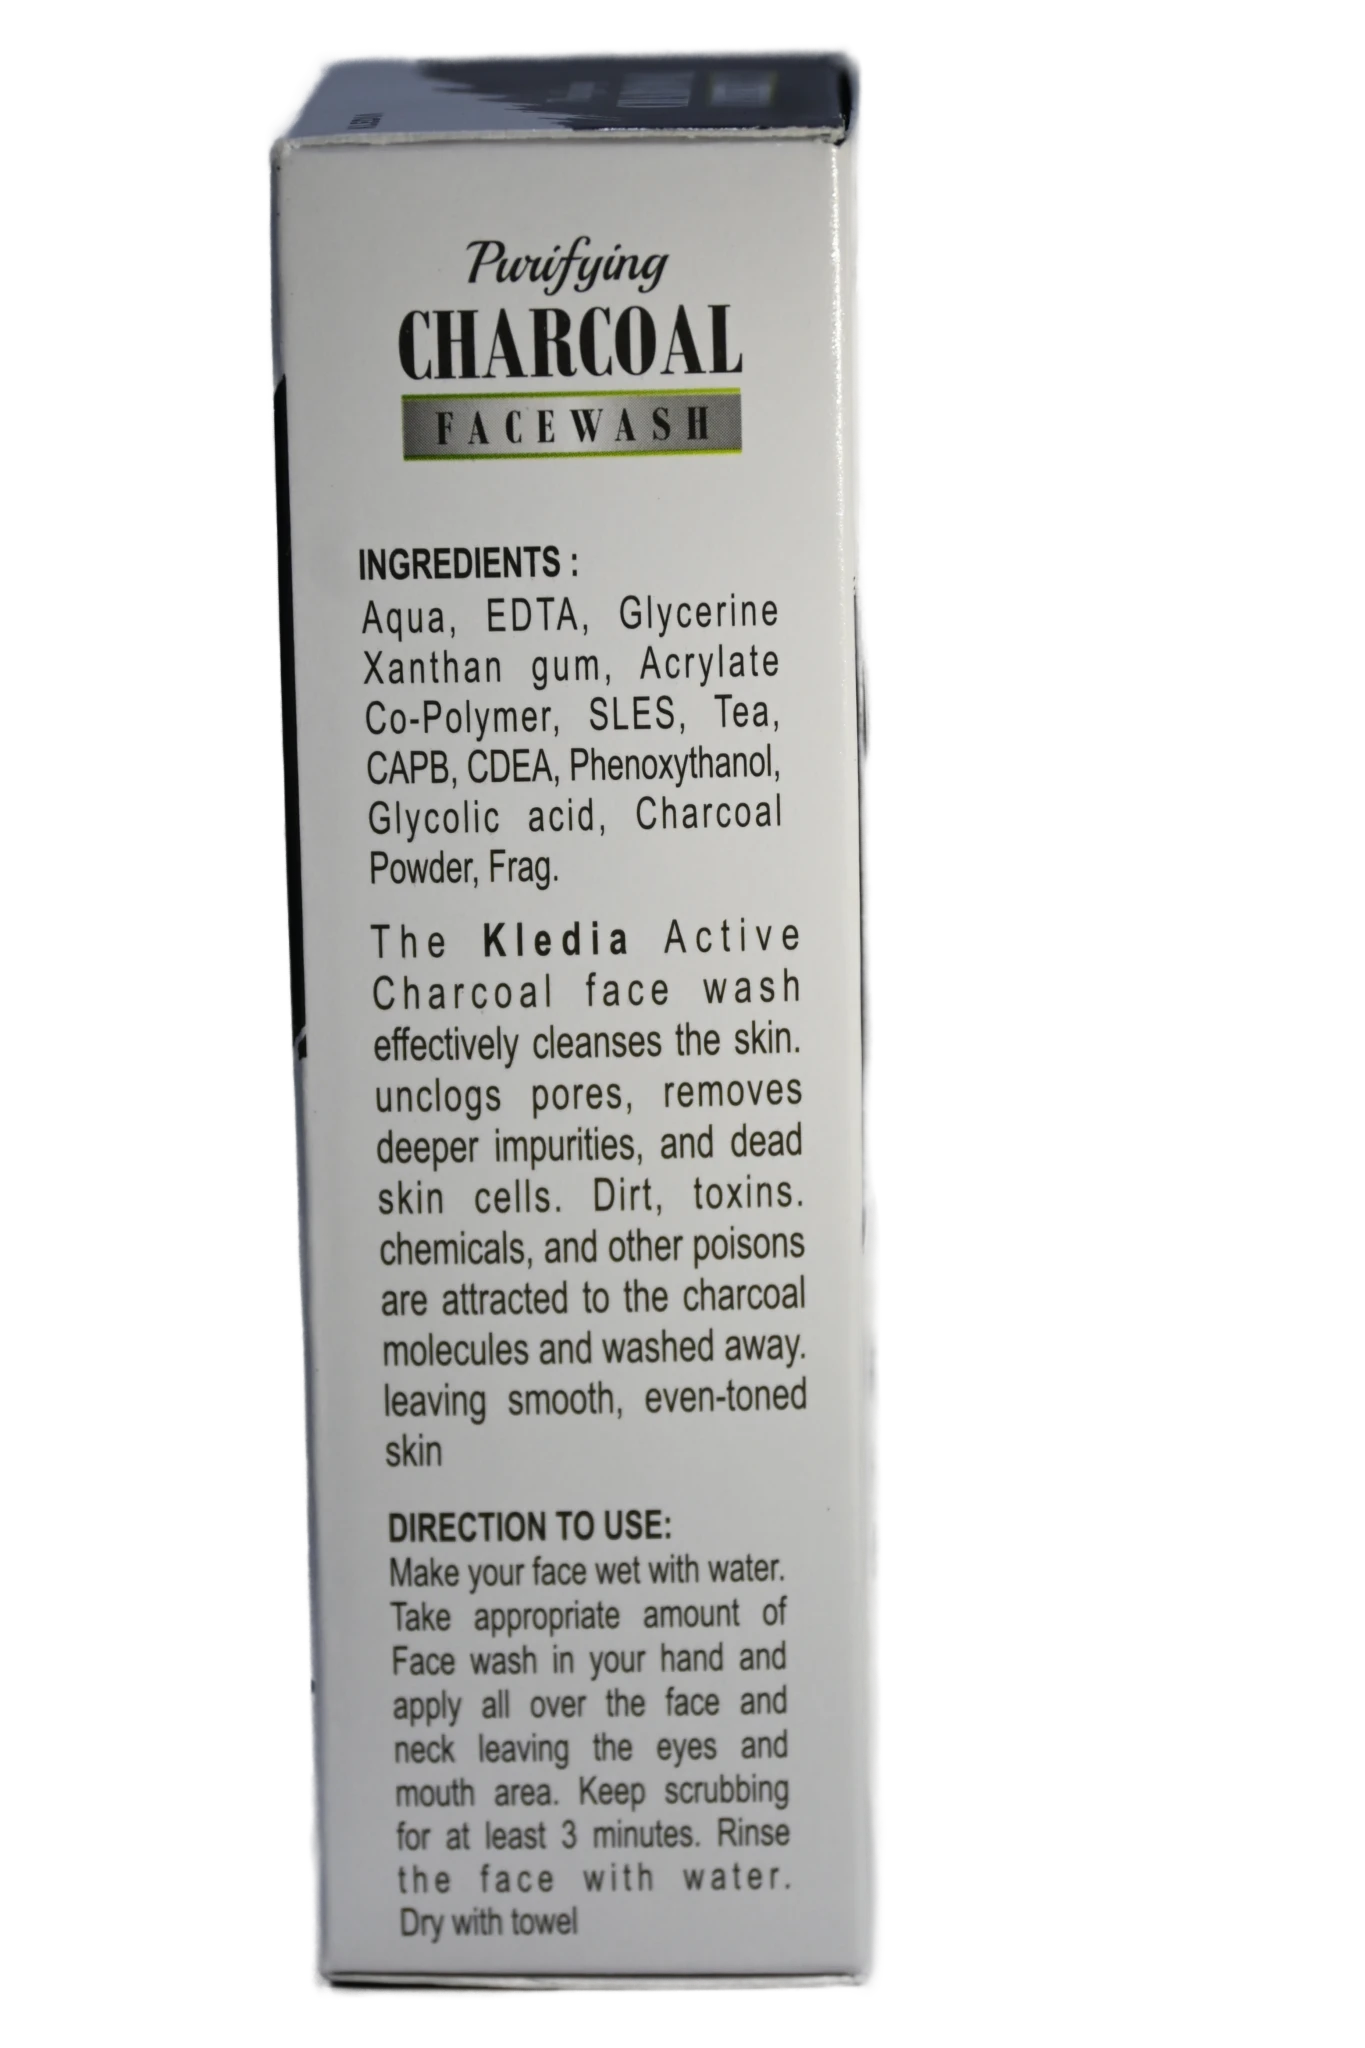 Purifying
CHARCOAL
FACEWASH
INGREDIENTS :
Aqua, EDTA, Glycerine
Xanthan gum, Acrylate
Co-Polymer, SLES, Tea,
CAPB, CDEA, Phenoxythanol,
Glycolic acid, Charcoal
Powder, Frag.
The Kledia Active
Charcoal face wash
effectively cleanses the skin.
unclogs pores, removes
deeper impurities, and dead
skin cells. Dirt, toxins.
chemicals, and other poisons
are attracted to the charcoal
molecules and washed away.
leaving smooth, even-toned
skin
DIRECTION TO USE:
Make your face wet with water.
Take appropriate amount of
Face wash in your hand and
apply all over the face and
neck leaving the eyes and
mouth area. Keep scrubbing
for at least 3 minutes. Rinse
the face with water.
Dry with towel